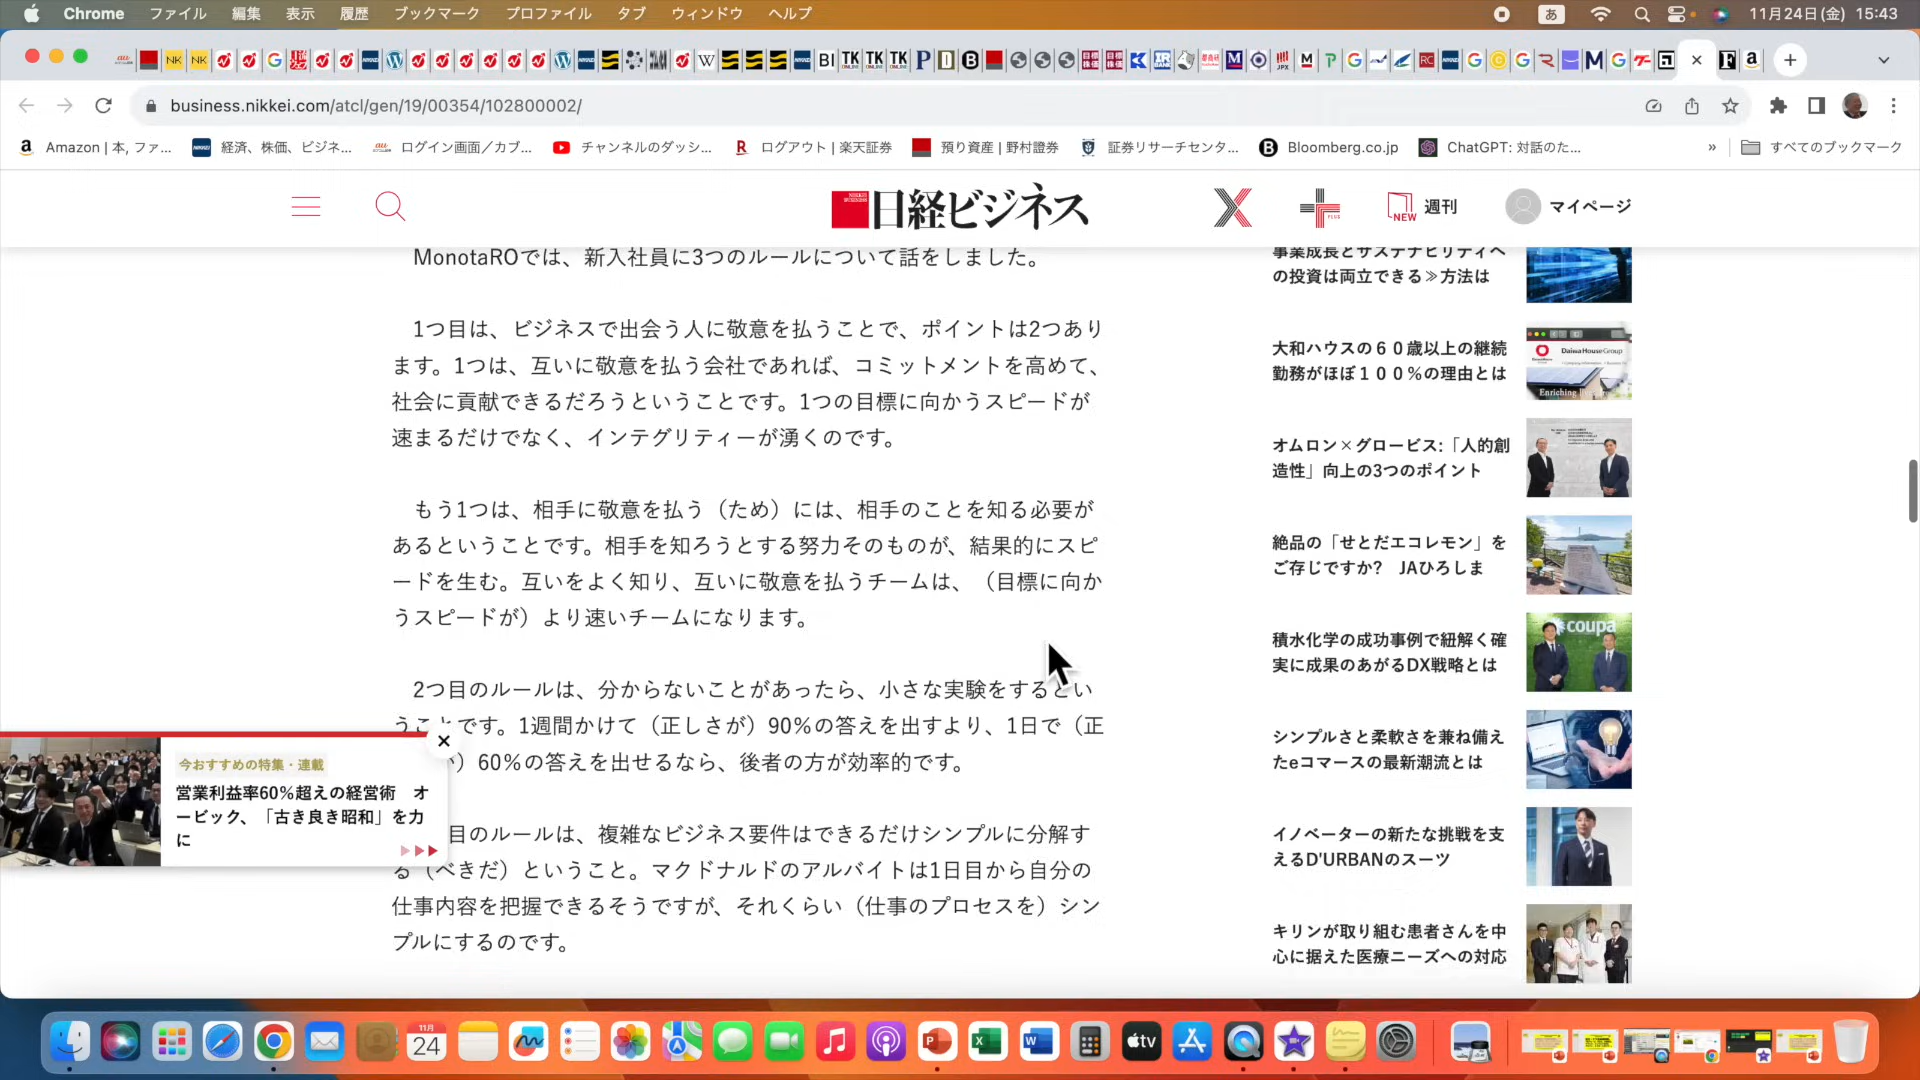 Chrome ファイル 編集 表示 履歴 ブックマーク プロファイル タブ ウィンドウ ヘルプ
あ 11月24日(金) 15:43
business.nikkei.com/atcl/gen/19/00354/102800002/
Amazon | 本, ファ... 経済、株価、ビジネ... ログイン画面／カブ... チャンネルのダッシ... ログアウト | 楽天証券 預り資産 | 野村證券 証券リサーチセンタ... Bloomberg.co.jp ChatGPT: 対話のた... » すべてのブックマーク
日経ビジネス
NEW 週刊 マイページ
MonotaROでは、新入社員に3つのルールについて話をしました。
1つ目は、ビジネスで出会う人に敬意を払うことで、ポイントは2つあり
ます。1つは、互いに敬意を払う会社であれば、コミットメントを高めて、
社会に貢献できるだろうということです。1つの目標に向かうスピードが
速まるだけでなく、インテグリティーが湧くのです。
もう1つは、相手に敬意を払う（ため）には、相手のことを知る必要が
あるということです。相手を知ろうとする努力そのものが、結果的にスピ
ードを生む。互いをよく知り、互いに敬意を払うチームは、（目標に向か
うスピードが）より速いチームになります。
2つ目のルールは、分からないことがあったら、小さな実験をするとい
うことです。1週間かけて（正しさが）90％の答えを出すより、1日で（正
）60％の答えを出せるなら、後者の方が効率的です。
目のルールは、複雑なビジネス要件はできるだけシンプルに分解す
る（べきだ）ということ。マクドナルドのアルバイトは1日目から自分の
仕事内容を把握できるそうですが、それくらい（仕事のプロセスを）シン
プルにするのです。
今おすすめの特集・連載
営業利益率60％超えの経営術　オ
ービック、「古き良き昭和」を力
に
事業成長とサステナビリティへ
の投資は両立できる≫方法は
大和ハウスの６０歳以上の継続
勤務がほぼ１００％の理由とは
DaiwaHouseGroup
オムロン×グロービス:「人的創
造性」向上の3つのポイント
絶品の「せとだエコレモン」を
ご存じですか?　JAひろしま
積水化学の成功事例で紐解く確
実に成果のあがるDX戦略とは
coupa
シンプルさと柔軟さを兼ね備え
たeコマースの最新潮流とは
イノベーターの新たな挑戦を支
えるD'URBANのスーツ
キリンが取り組む患者さんを中
心に据えた医療ニーズへの対応
11月
24
tv